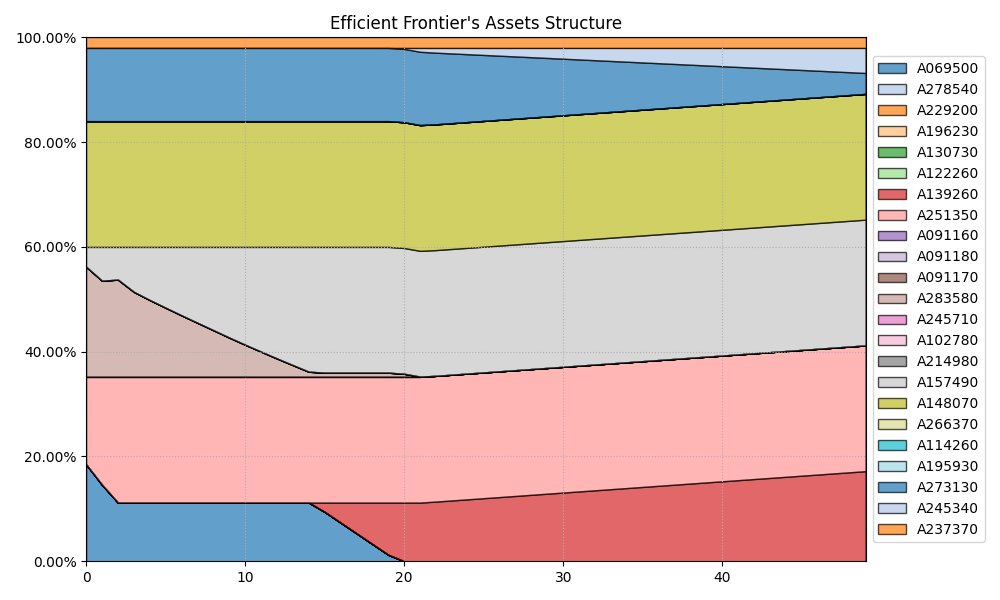 Efficient Frontier's Assets Structure
100.00%
80.00%
60.00%
40.00%
20.00%
0.00%
0
10
20
30
40
A069500
A278540
A229200
A196230
A130730
A122260
A139260
A251350
A091160
A091180
A091170
A283580
A245710
A102780
A214980
A157490
A148070
A266370
A114260
A195930
A273130
A245340
A237370